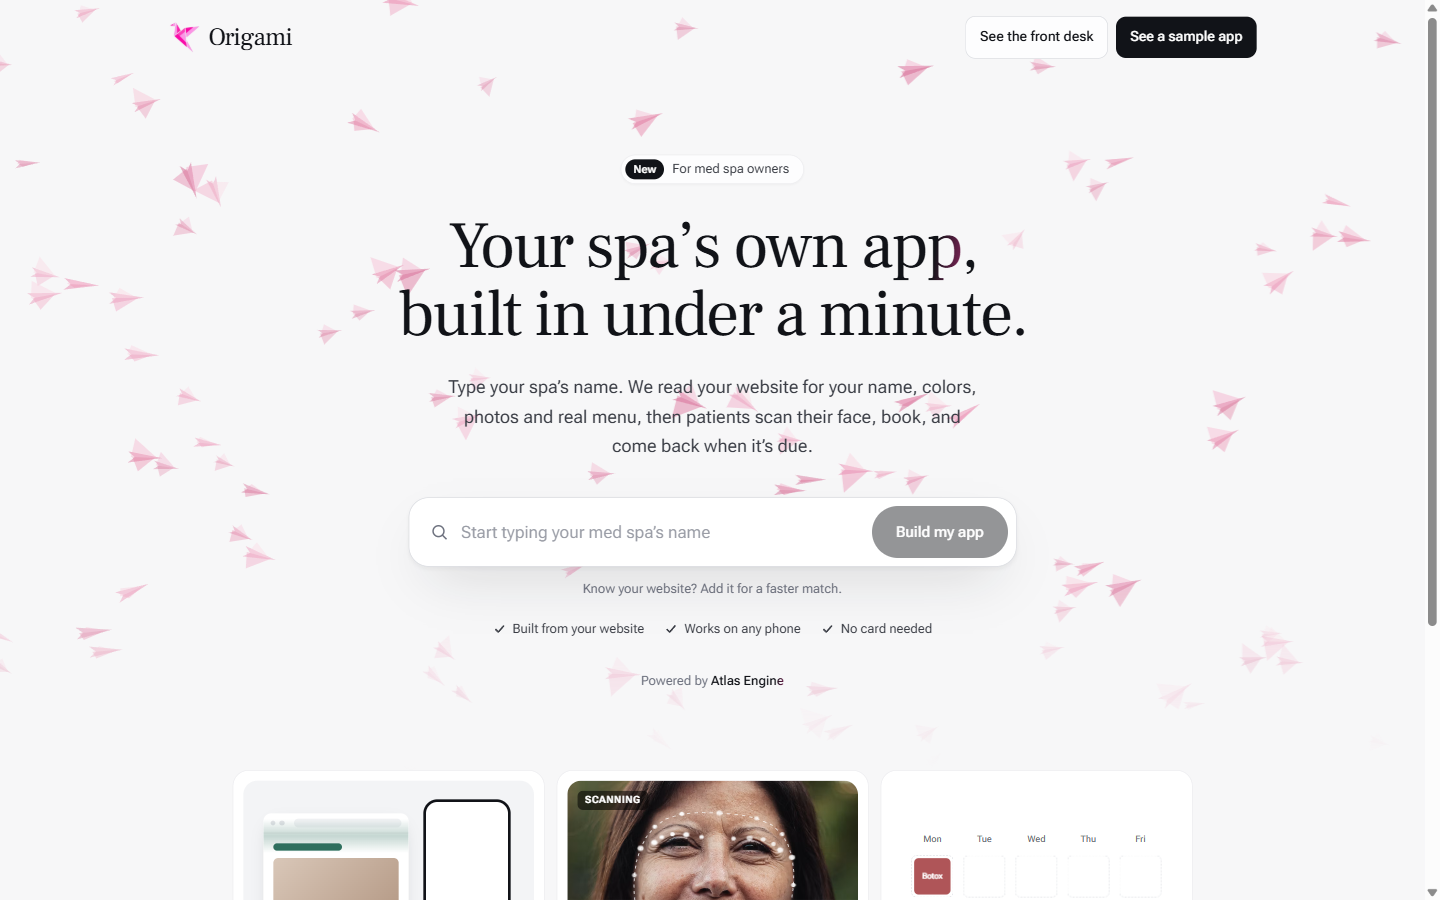 Origami
See the front desk
See a sample app
New
For med spa owners
Your spa’s own app,
built in under a minute.
Type your spa’s name. We read your website for your name, colors,
photos and real menu, then patients scan their face, book, and
come back when it’s due.
Start typing your med spa’s name
Build my app
Know your website? Add it for a faster match.
Built from your website
Works on any phone
No card needed
Powered by Atlas Engine
SCANNING
Mon
Tue
Wed
Thu
Fri
Botox